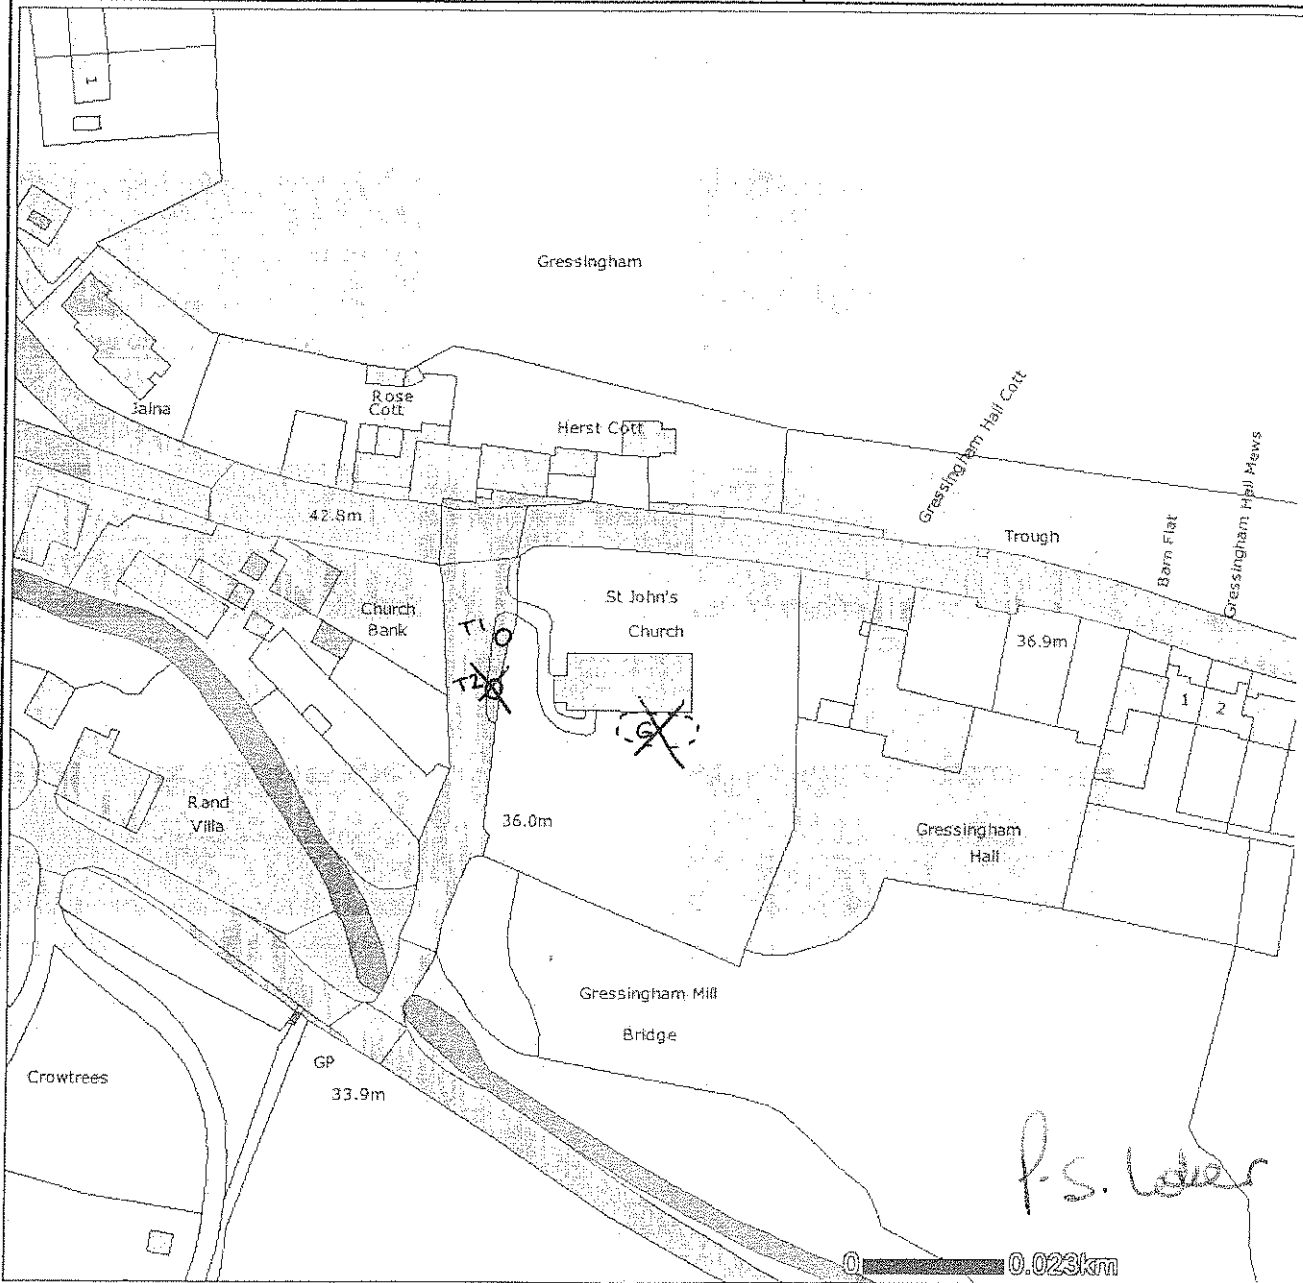 1
Gressingham
Jalna
Rose
Cott
Herst Cott
Gressingham Hall Cott
Gressingham Hall Mews
Barn Flat
Trough
42.8m
St John's
Church
Church
Bank
T1
T2
G
36.9m
1
2
Rand
Villa
36.0m
Gressingham
Hall
Gressingham Mill
Bridge
GP
33.9m
Crowtrees
P.S.
0
0.023km